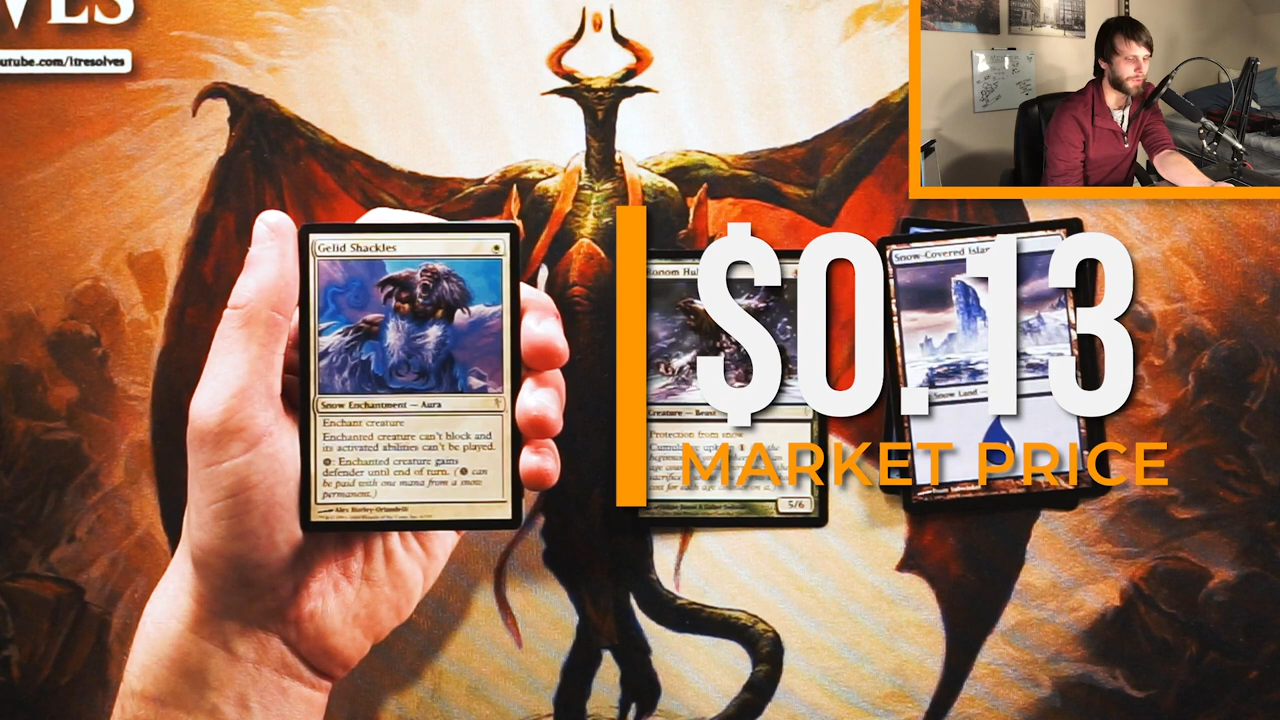 VES
utube.com/itresolves
Gelid Shackles
Snow Enchantment — Aura
Enchant creature
Enchanted creature can't block and
its activated abilities can't be played.
: Enchanted creature gains
defender until end of turn. ( can
be paid with one mana from a snow
permanent.)
Alex Horley-Orlandelli
Ronom Hul
Creature — Beast
Protection from snow
Cumul
5/6
$0.13
MARKET PRICE
Snow-Covered Islan
Snow Land —